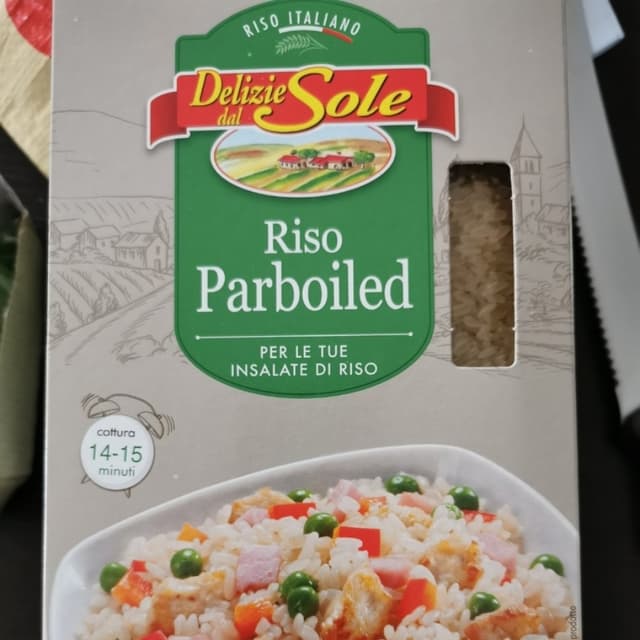 RISO ITALIANO
Delizie
dal Sole
Riso
Parboiled
PER LE TUE
INSALATE DI RISO
cottura
14-15
minuti